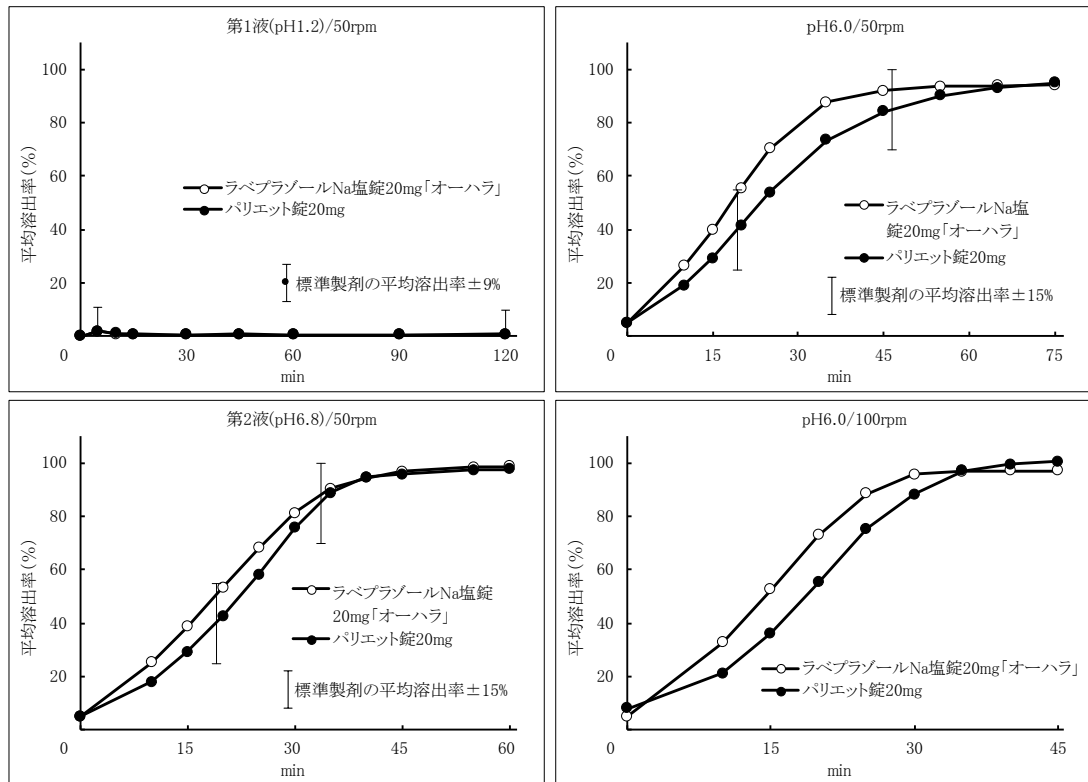 第1液(pH1.2)/50rpm
100
80
60
40
20
0
30
60
90
120
平均溶出率(%)
min
ラベプラゾールNa塩錠20mg「オーハラ」
パリエット錠20mg
標準製剤の平均溶出率±9%
pH6.0/50rpm
100
80
60
40
20
0
15
30
45
60
75
平均溶出率(%)
min
ラベプラゾールNa塩
錠20mg「オーハラ」
パリエット錠20mg
標準製剤の平均溶出率±15%
第2液(pH6.8)/50rpm
100
80
60
40
20
0
15
30
45
60
平均溶出率(%)
min
ラベプラゾールNa塩錠
20mg「オーハラ」
パリエット錠20mg
標準製剤の平均溶出率±15%
pH6.0/100rpm
100
80
60
40
20
0
15
30
45
平均溶出率(%)
min
ラベプラゾールNa塩錠20mg「オーハラ」
パリエット錠20mg